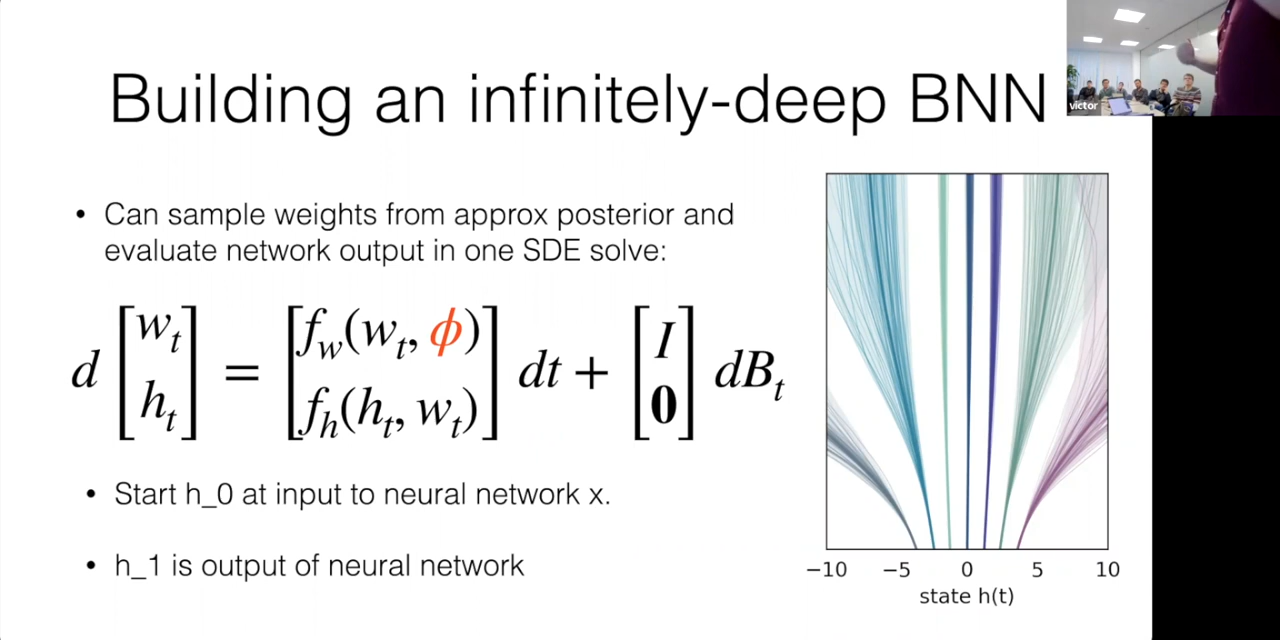 Building an infinitely-deep BNN
victor
• Can sample weights from approx posterior and
evaluate network output in one SDE solve:
d [w_t; h_t] = [f_w(w_t, ϕ); f_h(h_t, w_t)] dt + [I; 0] dB_t
• Start h_0 at input to neural network x.
• h_1 is output of neural network
−10 −5 0 5 10
state h(t)